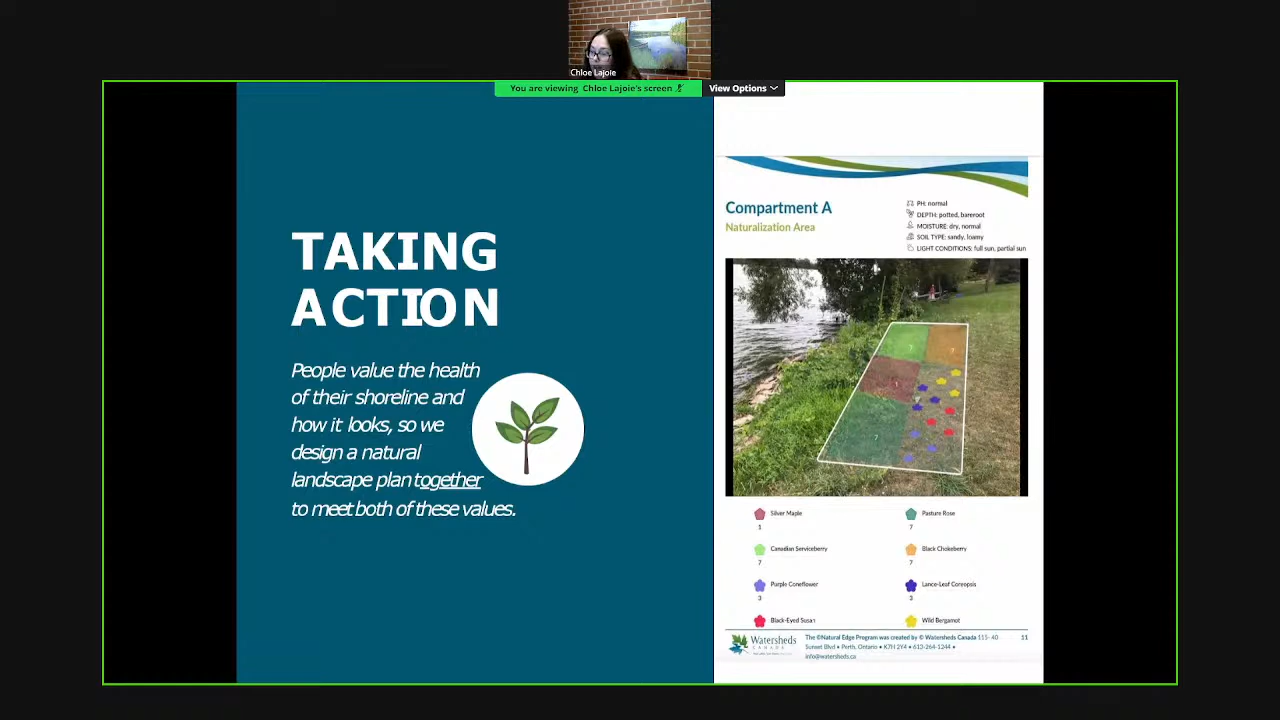 Chloe Lajoie
You are viewing Chloe Lajoie's screen
View Options
TAKING
ACTION
People value the health
of their shoreline and
how it looks, so we
design a natural
landscape plan together
to meet both of these values.
Compartment A
Naturalization Area
PH: normal
DEPTH: potted, bareroot
MOISTURE: dry, normal
SOIL TYPE: sandy, loamy
LIGHT CONDITIONS: full sun, partial sun
7
Silver Maple
1
Pasture Rose
7
Canadian Serviceberry
7
Black Chokeberry
7
Purple Coneflower
3
Lance-Leaf Coreopsis
3
Black-Eyed Susan
Wild Bergamot
Watersheds
CANADA
The ©Natural Edge Program was created by © Watersheds Canada 115- 40
Sunset Blvd • Perth, Ontario • K7H 2Y4 • 613-264-1244 •
info@watersheds.ca
11